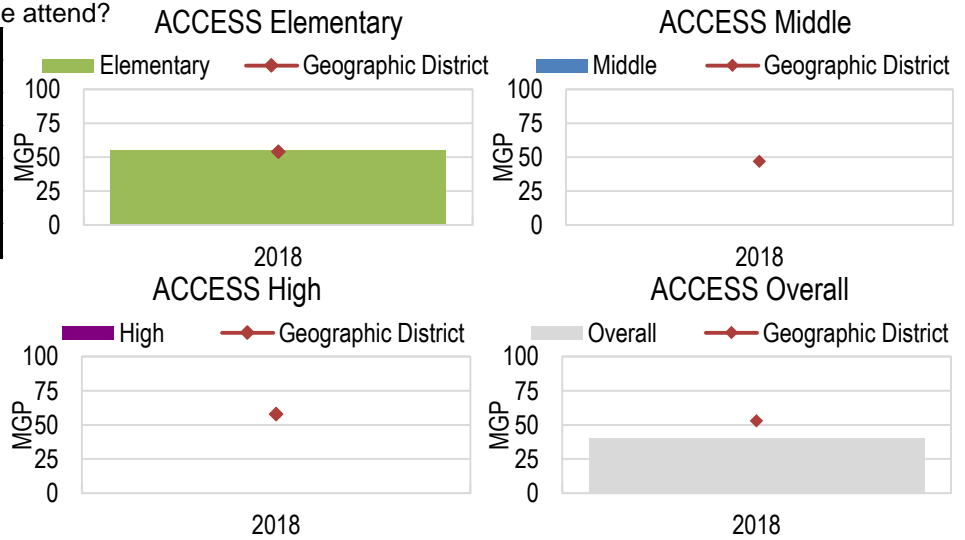 e attend?
ACCESS Elementary
Elementary Geographic District
100
75
50
25
0
MGP
2018
ACCESS Middle
Middle Geographic District
100
75
50
25
0
MGP
2018
ACCESS High
High Geographic District
100
75
50
25
0
MGP
2018
ACCESS Overall
Overall Geographic District
100
75
50
25
0
MGP
2018